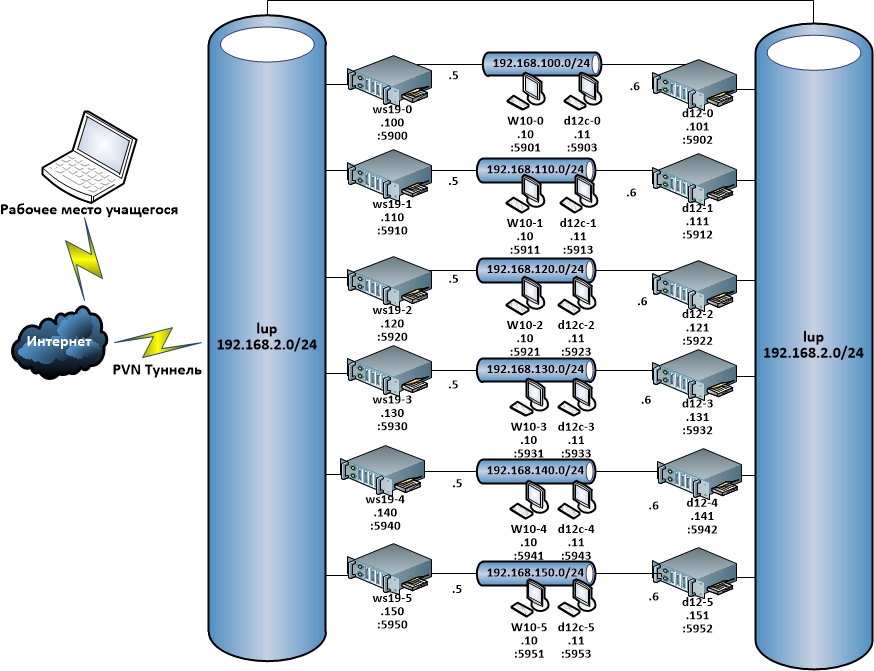 Рабочее место учащегося
Интернет
PVN Туннель
lup
192.168.2.0/24
ws19-0
.100
:5900
.5
192.168.100.0/24
W10-0
.10
:5901
d12c-0
.11
:5903
.6
d12-0
.101
:5902
ws19-1
.110
:5910
.5
192.168.110.0/24
W10-1
.10
:5911
d12c-1
.11
:5913
.6
d12-1
.111
:5912
ws19-2
.120
:5920
.5
192.168.120.0/24
W10-2
.10
:5921
d12c-2
.11
:5923
.6
d12-2
.121
:5922
ws19-3
.130
:5930
.5
192.168.130.0/24
W10-3
.10
:5931
d12c-3
.11
:5933
.6
d12-3
.131
:5932
ws19-4
.140
:5940
.5
192.168.140.0/24
W10-4
.10
:5941
d12c-4
.11
:5943
.6
d12-4
.141
:5942
ws19-5
.150
:5950
.5
192.168.150.0/24
W10-5
.10
:5951
d12c-5
.11
:5953
.6
d12-5
.151
:5952
lup
192.168.2.0/24